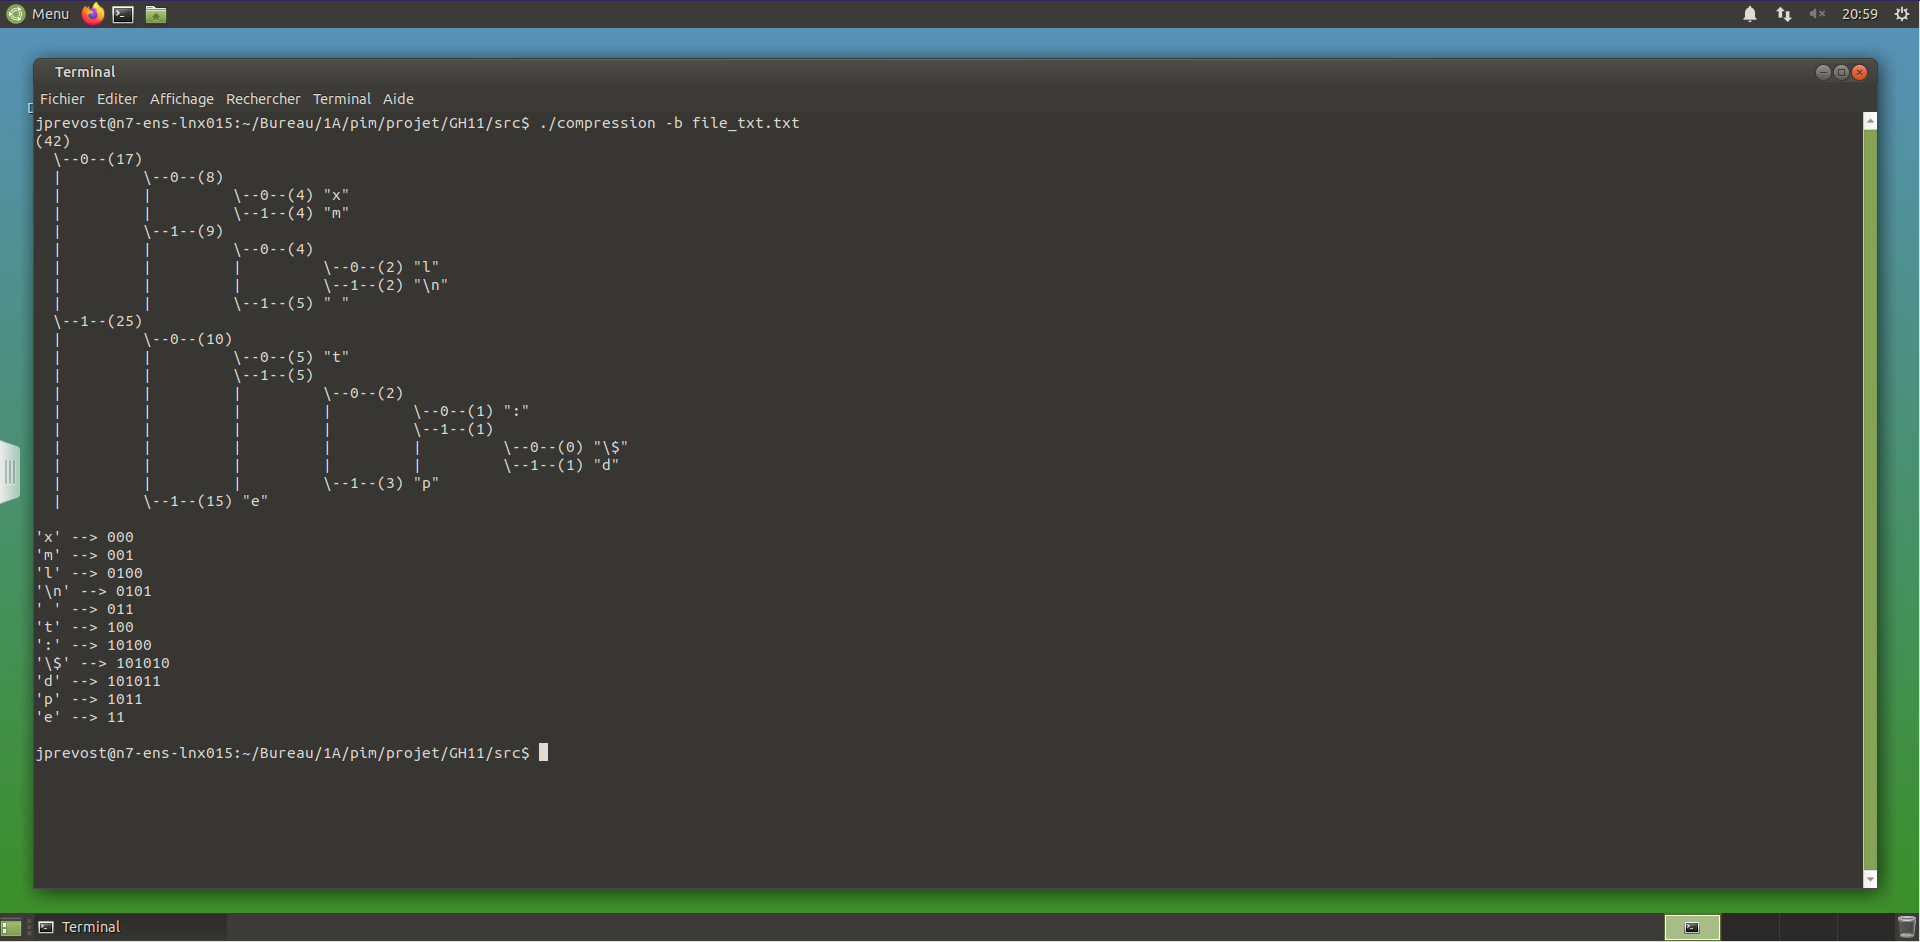 Menu 20:59
Terminal
Fichier Editer Affichage Rechercher Terminal Aide
jprevost@n7-ens-lnx015:~/Bureau/1A/pim/projet/GH11/src$ ./compression -b file_txt.txt
(42)
  \--0--(17)
  |         \--0--(8)
  |         |         \--0--(4) "x"
  |         |         \--1--(4) "m"
  |         \--1--(9)
  |         |         \--0--(4)
  |         |         |         \--0--(2) "l"
  |         |         |         \--1--(2) "\n"
  |         |         \--1--(5) " "
  \--1--(25)
  |         \--0--(10)
  |         |         \--0--(5) "t"
  |         |         \--1--(5)
  |         |         |         \--0--(2)
  |         |         |         |         \--0--(1) ":"
  |         |         |         |         \--1--(1)
  |         |         |         |         |         \--0--(0) "\$"
  |         |         |         |         |         \--1--(1) "d"
  |         |         |         \--1--(3) "p"
  |         \--1--(15) "e"
'x' --> 000
'm' --> 001
'l' --> 0100
'\n' --> 0101
' ' --> 011
't' --> 100
':' --> 10100
'\$' --> 101010
'd' --> 101011
'p' --> 1011
'e' --> 11
jprevost@n7-ens-lnx015:~/Bureau/1A/pim/projet/GH11/src$
Terminal